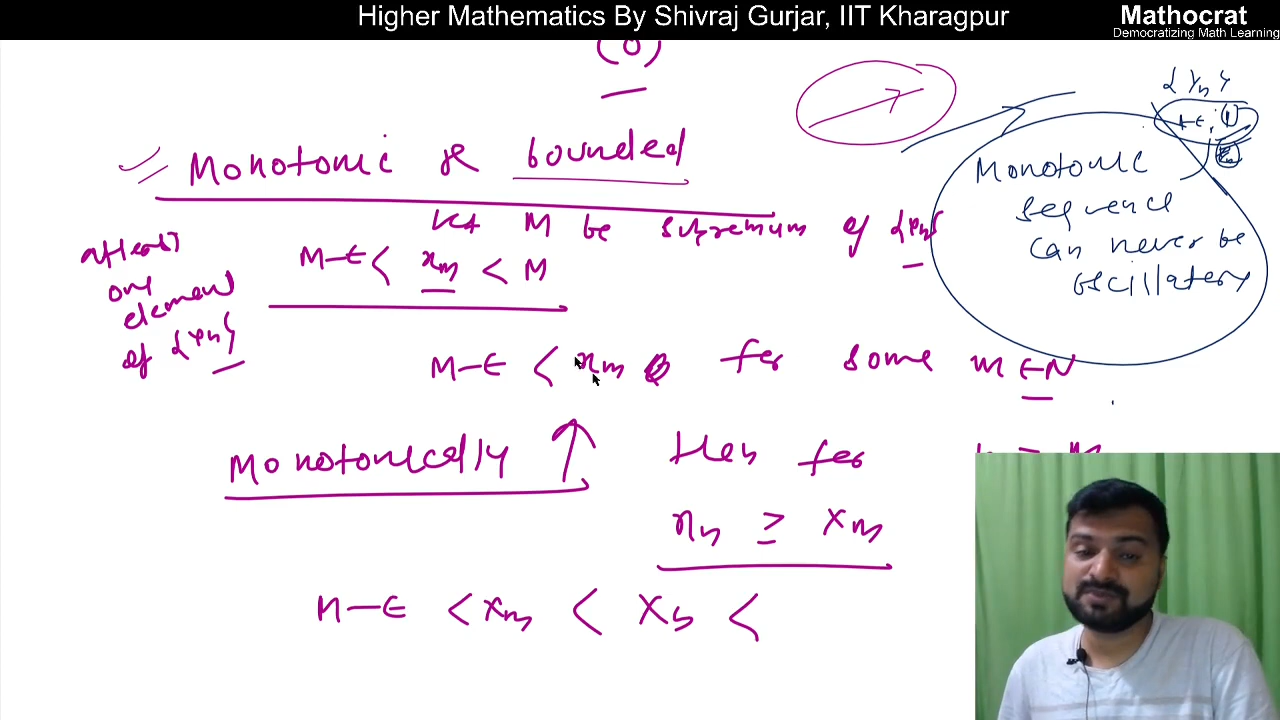 Higher Mathematics By Shivraj Gurjar, IIT Kharagpur
Mathocrat
Democratizing Math Learning
(0)
Monotonic & bounded
M be supremum of
M-ϵ < xm < M
one
element
of {xn}
M-ϵ < xm for some m ∈ N
Monotonically ↑ then for
xn ≥ xm
M-ϵ < xm < xn <
{xn}
Monotonic
sequence
can never be
oscillatory